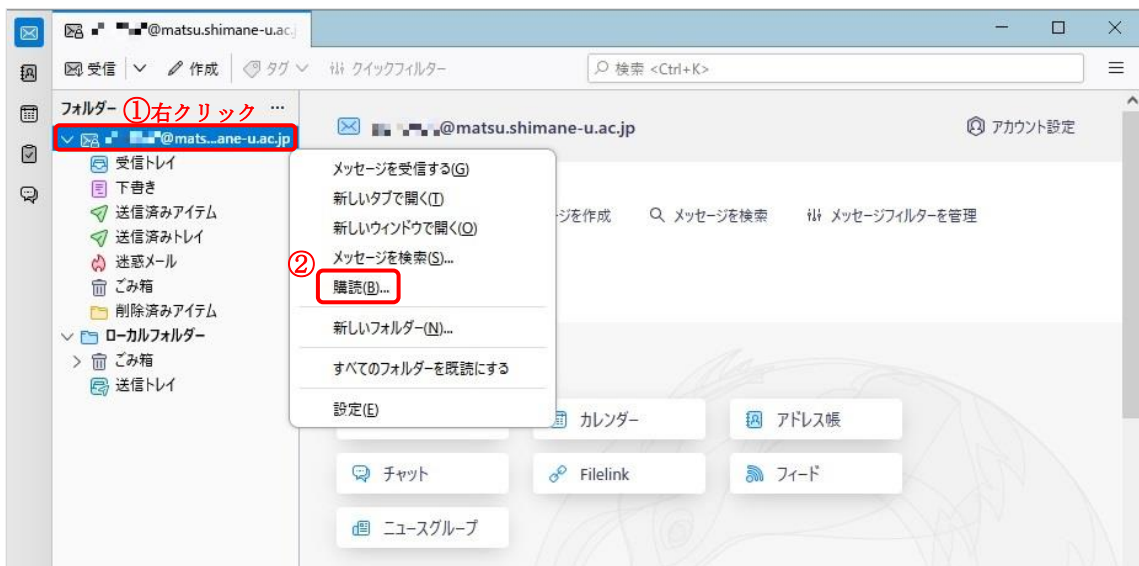 @matsu.shimane-u.ac.j
受信 作成 タグ クイックフィルター 検索 <Ctrl+K>
フォルダー ①右クリック ...
@mats...ane-u.ac.jp
受信トレイ
下書き
送信済みアイテム
送信済みトレイ
迷惑メール
ごみ箱
削除済みアイテム
ローカルフォルダー
ごみ箱
送信トレイ
@matsu.shimane-u.ac.jp アカウント設定
メッセージを受信する(G)
新しいタブで開く(T)
新しいウィンドウで開く(O)
メッセージを検索(S)...
②
購読(B)...
新しいフォルダー(N)...
すべてのフォルダーを既読にする
設定(E)
ージを作成 メッセージを検索 メッセージフィルターを管理
カレンダー アドレス帳
チャット Filelink フィード
ニュースグループ